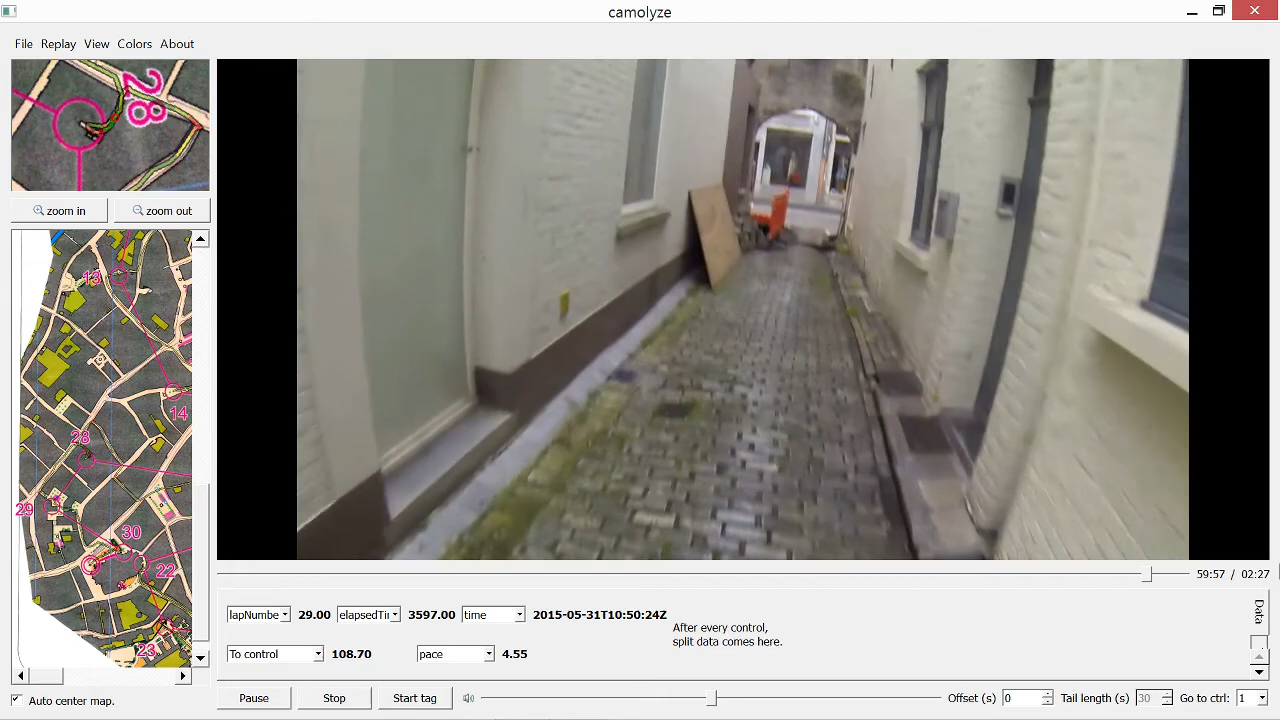 camolyze
File Replay View Colors About
28
zoom in
zoom out
13
14
28
29
30
22
23
59:57 / 02:27
lapNumbe 29.00 elapsedTi 3597.00 time 2015-05-31T10:50:24Z
After every control,
split data comes here.
To control 108.70 pace 4.55
Data
Auto center map.
Pause Stop Start tag
Offset (s) 0 Tail length (s) 30 Go to ctrl: 1